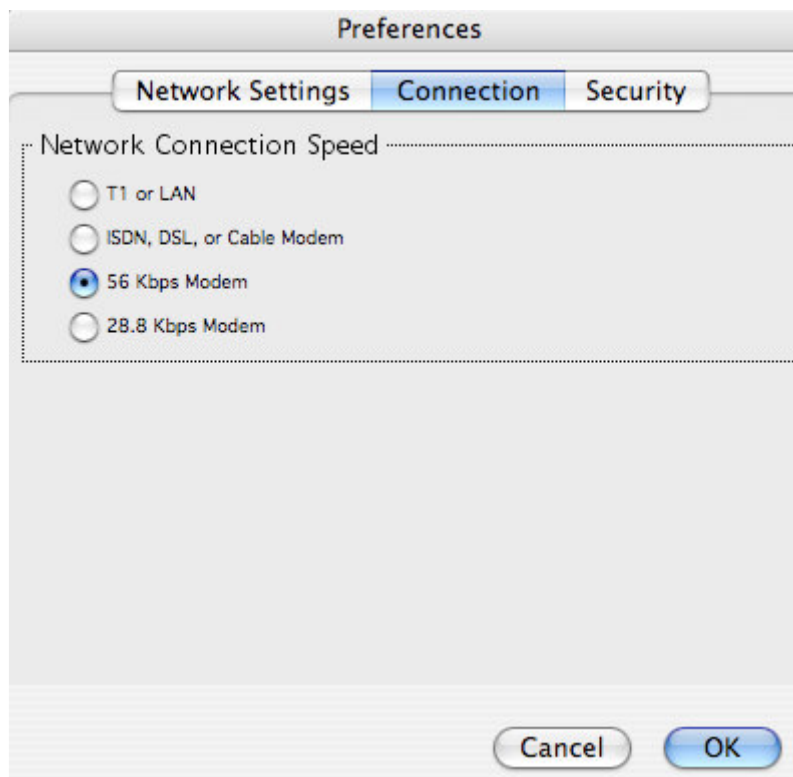 Preferences
Network Settings Connection Security
Network Connection Speed
T1 or LAN
ISDN, DSL, or Cable Modem
56 Kbps Modem
28.8 Kbps Modem
Cancel OK